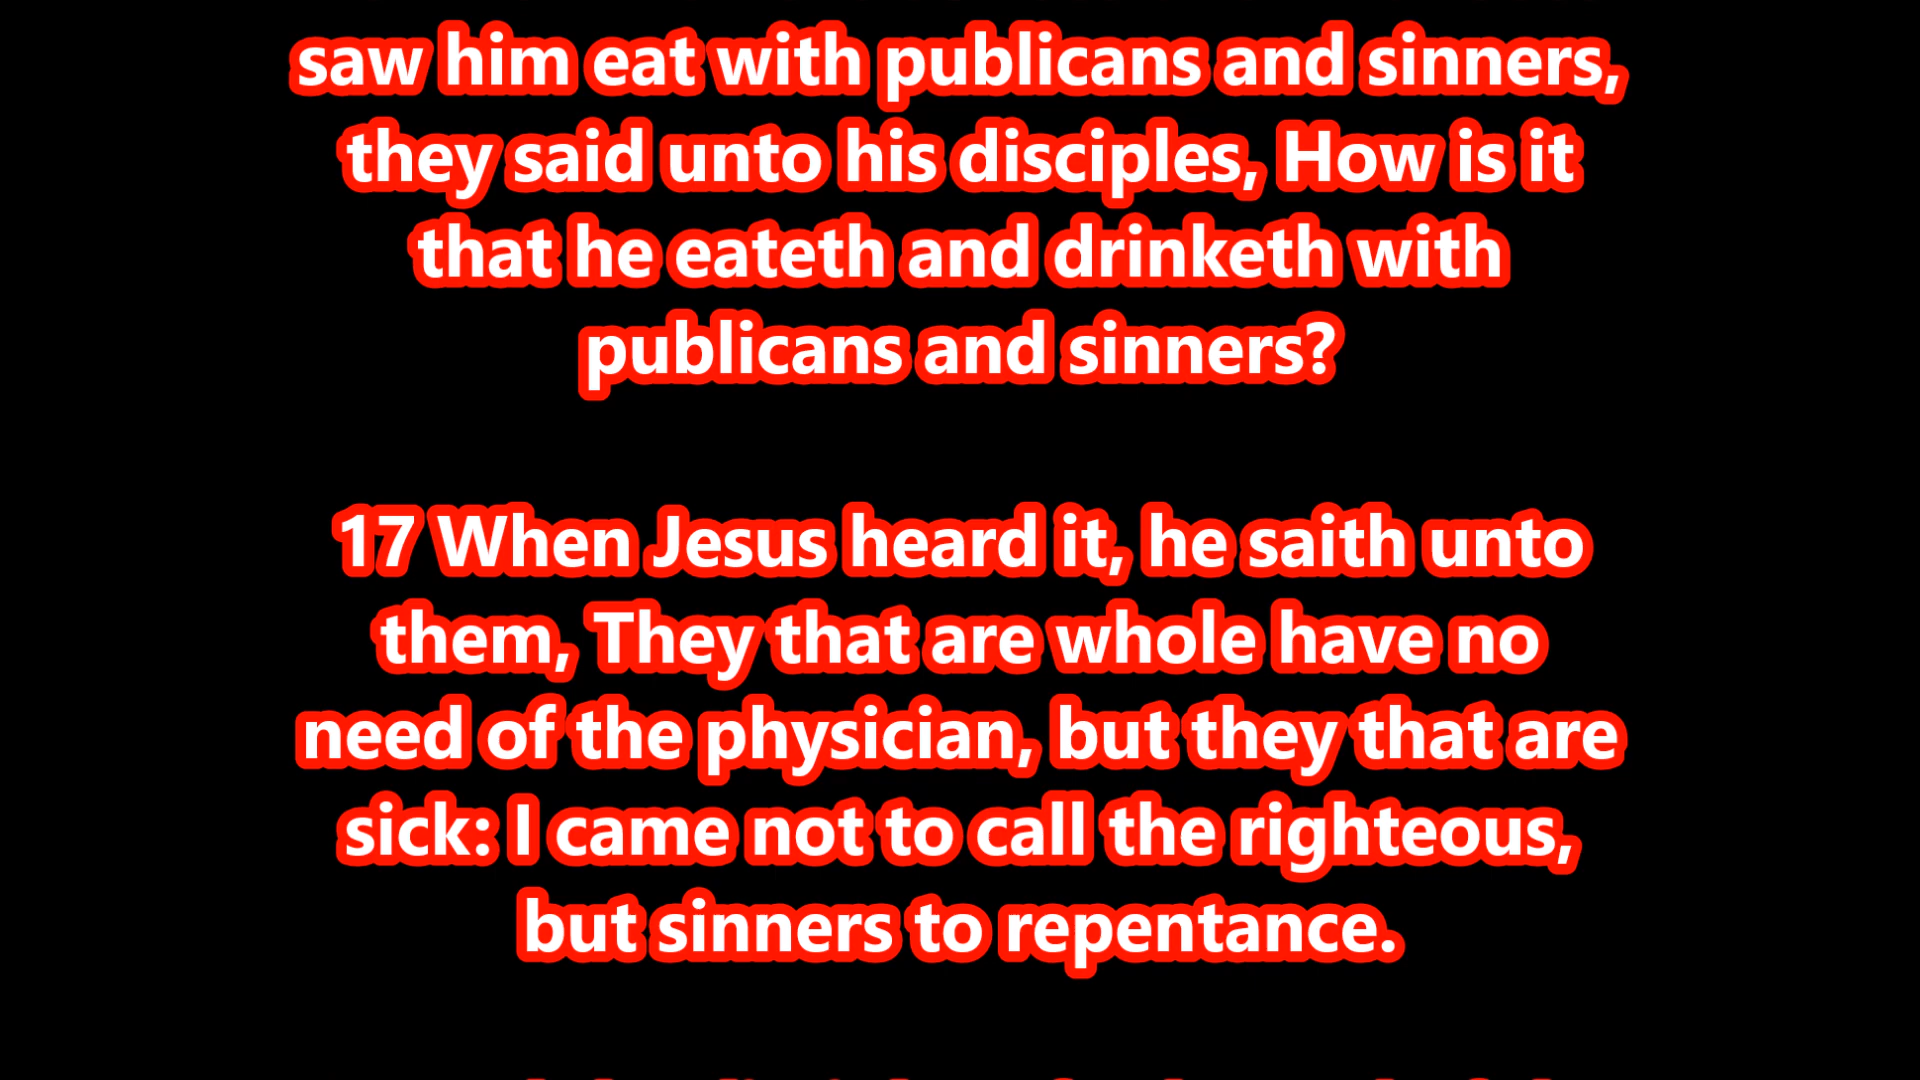 saw him eat with publicans and sinners,
they said unto his disciples, How is it
that he eateth and drinketh with
publicans and sinners?
17 When Jesus heard it, he saith unto
them, They that are whole have no
need of the physician, but they that are
sick: I came not to call the righteous,
but sinners to repentance.